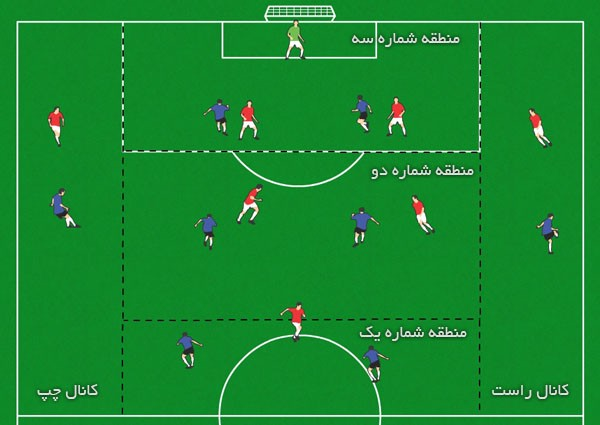 منطقه شماره سه
منطقه شماره دو
منطقه شماره یک
کانال راست
کانال چپ